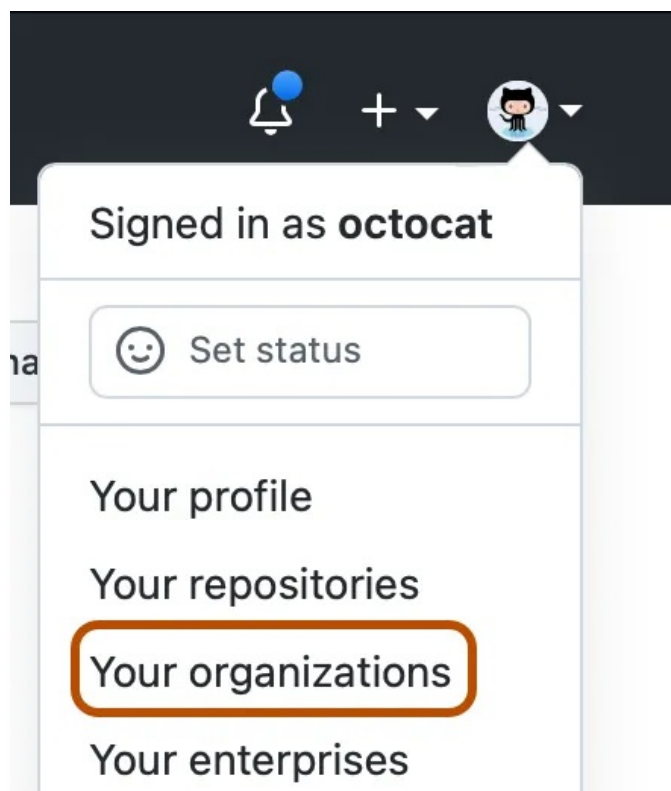 Signed in as octocat
Set status
Your profile
Your repositories
Your organizations
Your enterprises